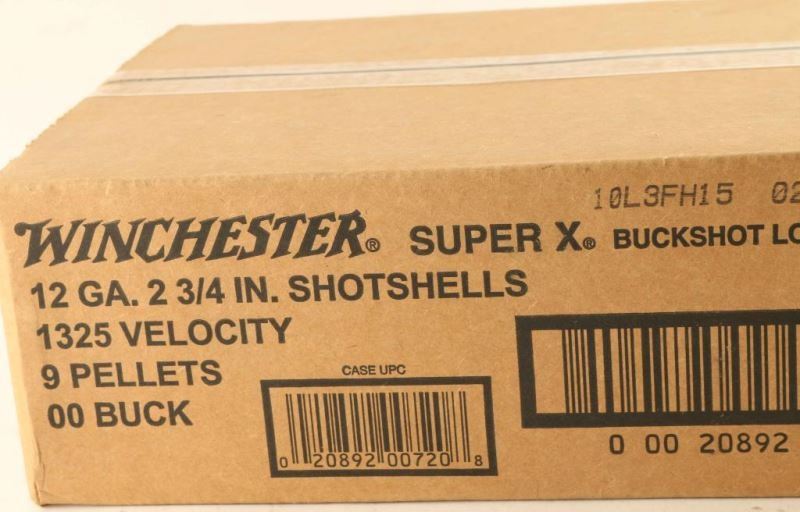 10L3FH15 02
WINCHESTER® SUPER X® BUCKSHOT LO
12 GA. 2 3/4 IN. SHOTSHELLS
1325 VELOCITY
9 PELLETS
00 BUCK
CASE UPC
0 20892 00720 8
0 00 20892